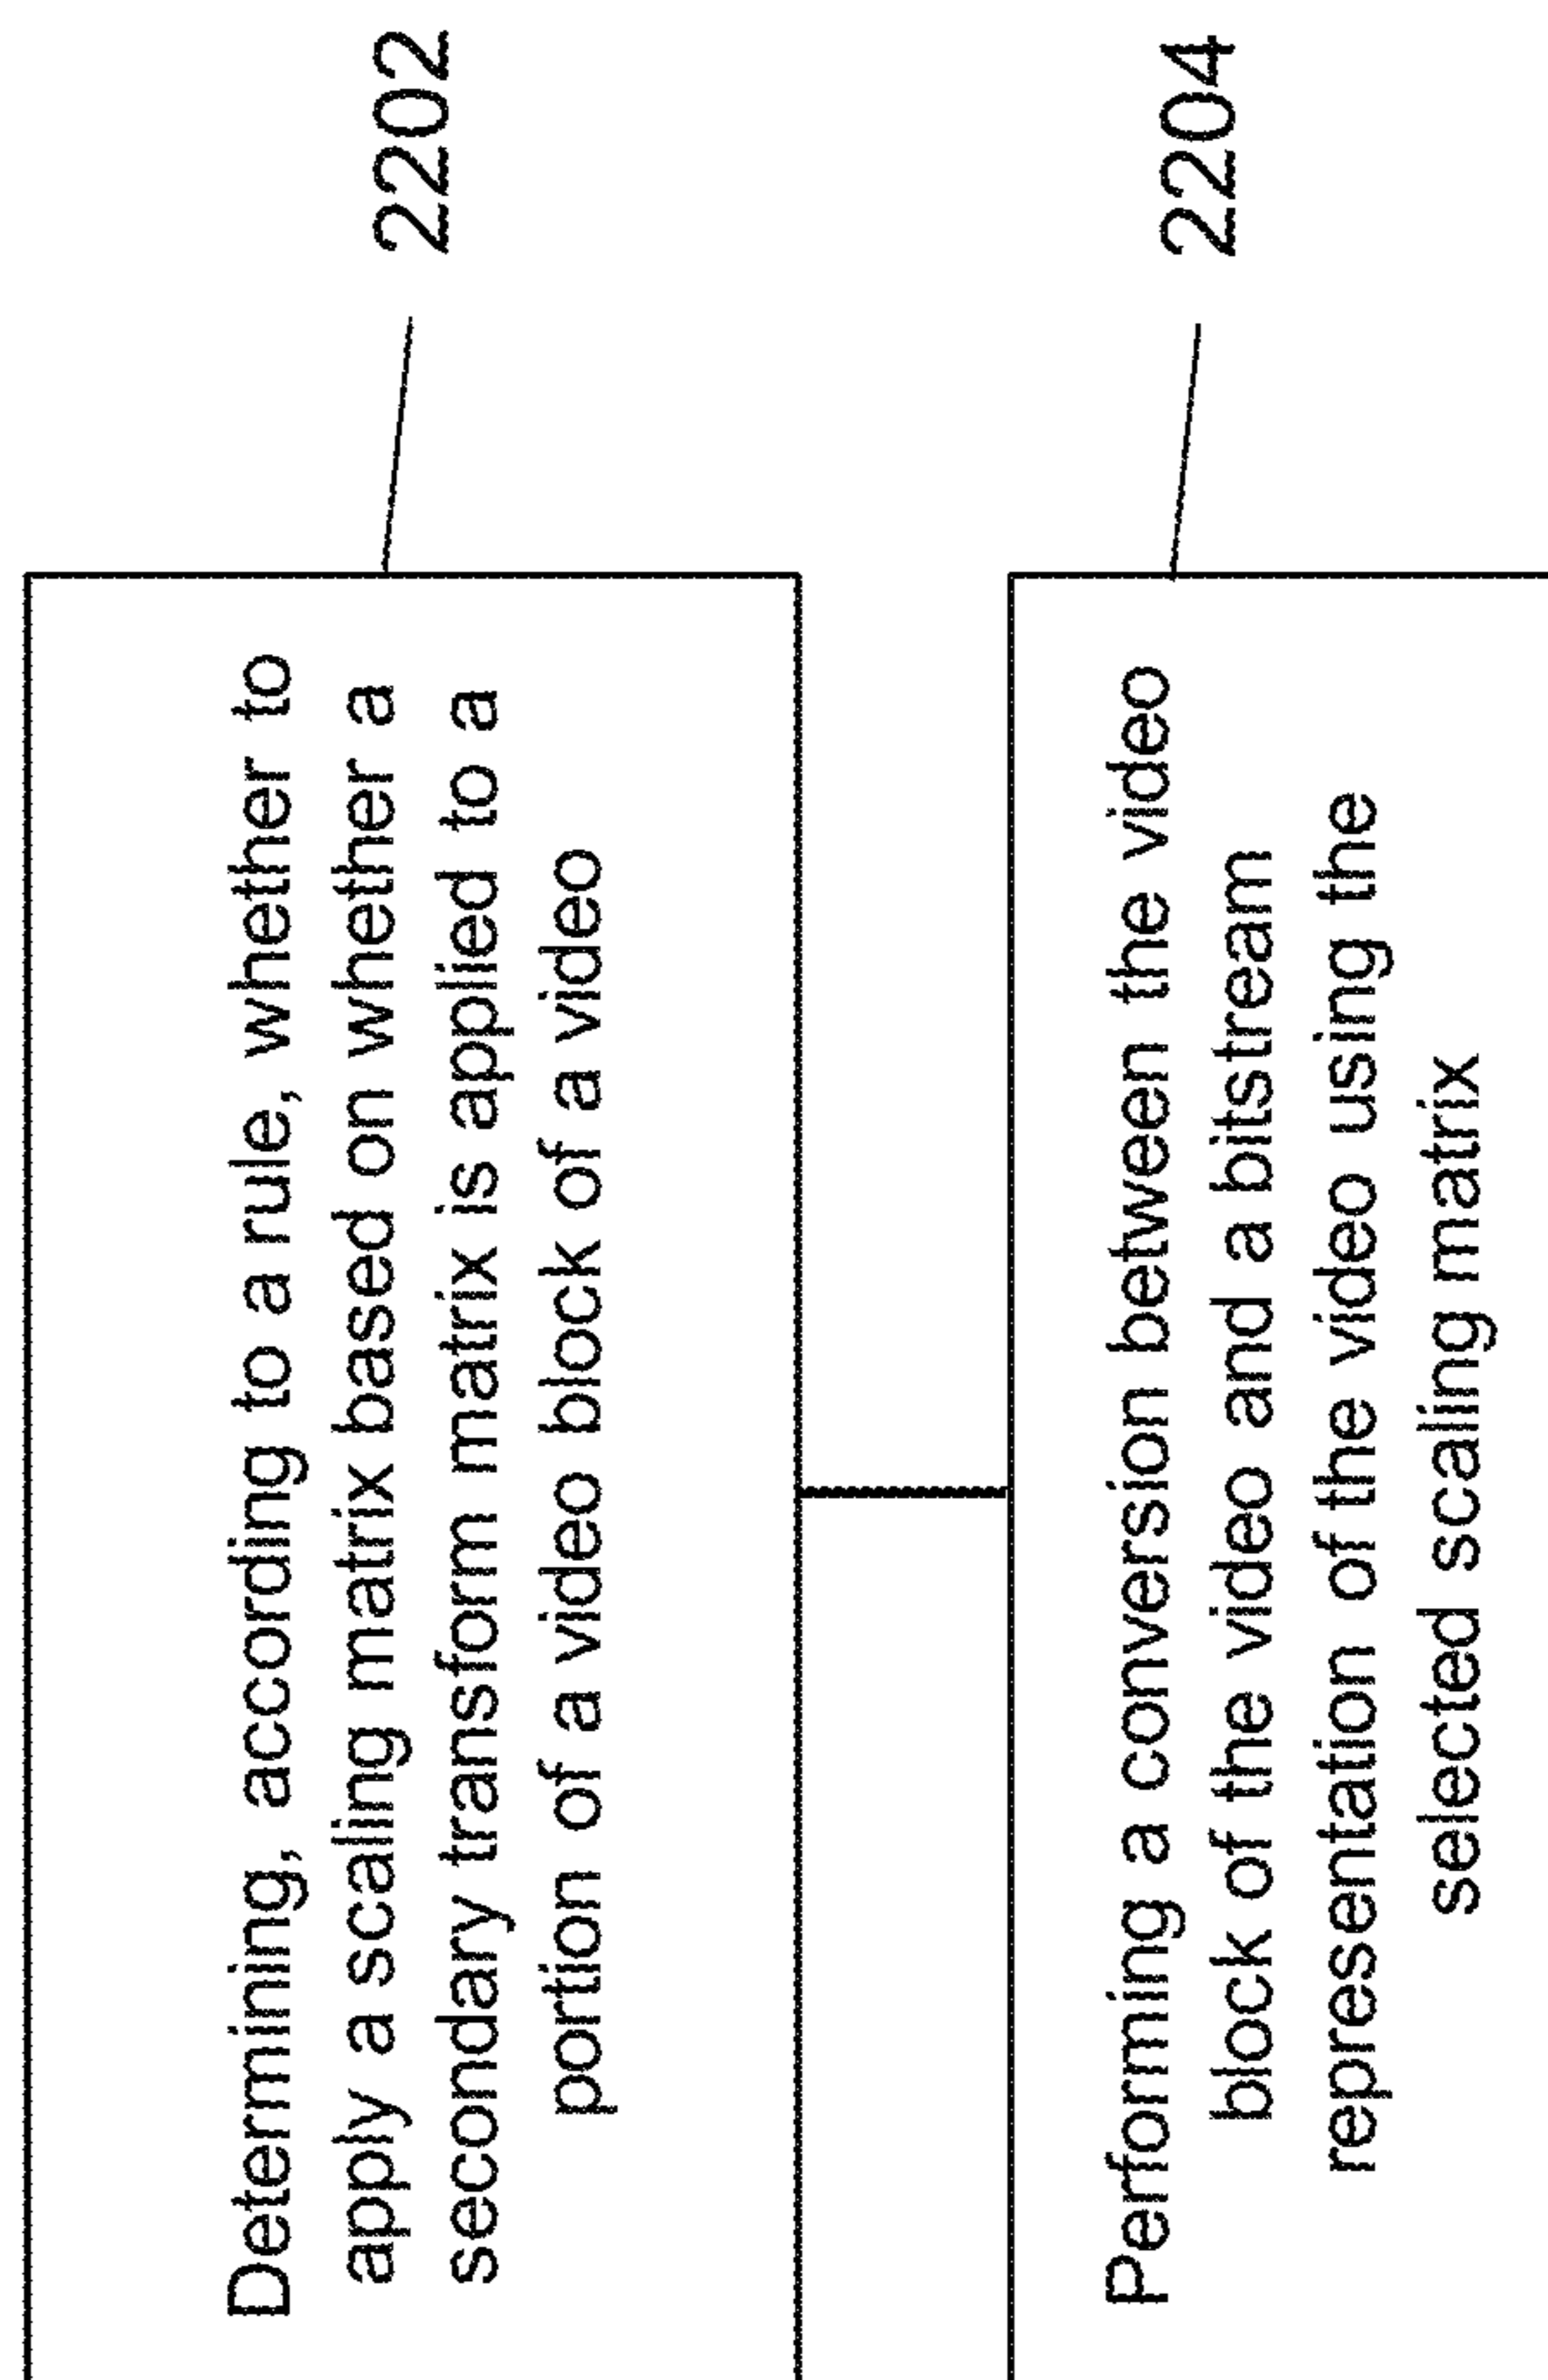 Determining, according to a rule, whether to
apply a scaling matrix based on whether a
secondary transform matrix is applied to a
portion of a video block of a video
2202
Performing a conversion between the video
block of the video and a bitstream
representation of the video using the
selected scaling matrix
2204